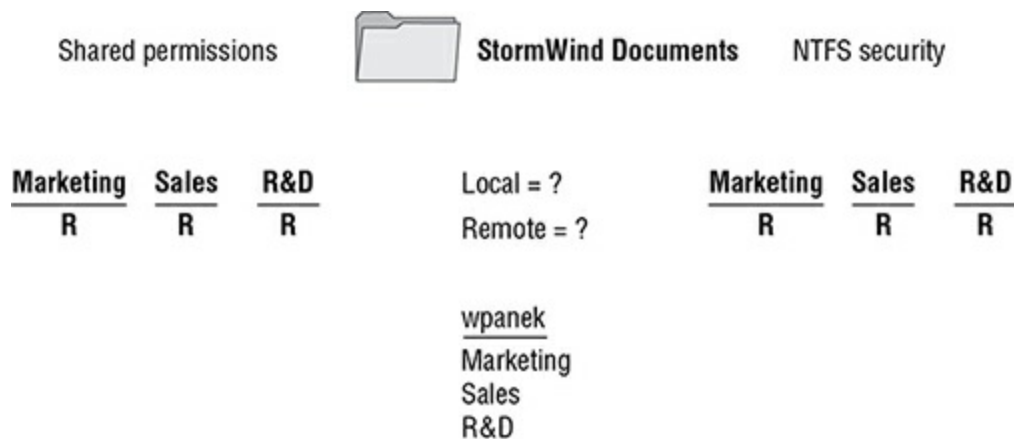 Shared permissions StormWind Documents NTFS security
Marketing Sales R&D Local = ? Marketing Sales R&D
R R R Remote = ? R R R
wpanek
Marketing
Sales
R&D